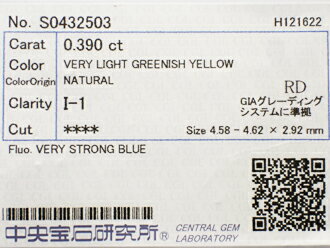 No. S0432503 H121622
Carat 0.390 ct
Color VERY LIGHT GREENISH YELLOW
ColorOrigin NATURAL
Clarity I-1 RD
GIAグレーディング
システムに準拠
Cut **** Size 4.58 - 4.62 × 2.92 mm
Fluo. VERY STRONG BLUE
中央宝石研究所® CENTRAL GEM
LABORATORY